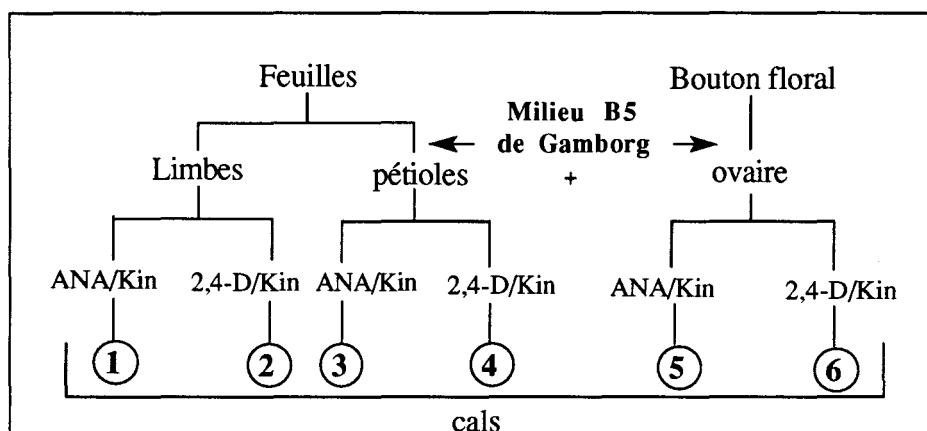 Feuilles Bouton floral
Milieu B5
de Gamborg
Limbes pétioles + ovaire
ANA/Kin 2,4-D/Kin ANA/Kin 2,4-D/Kin ANA/Kin 2,4-D/Kin
1 2 3 4 5 6
cals